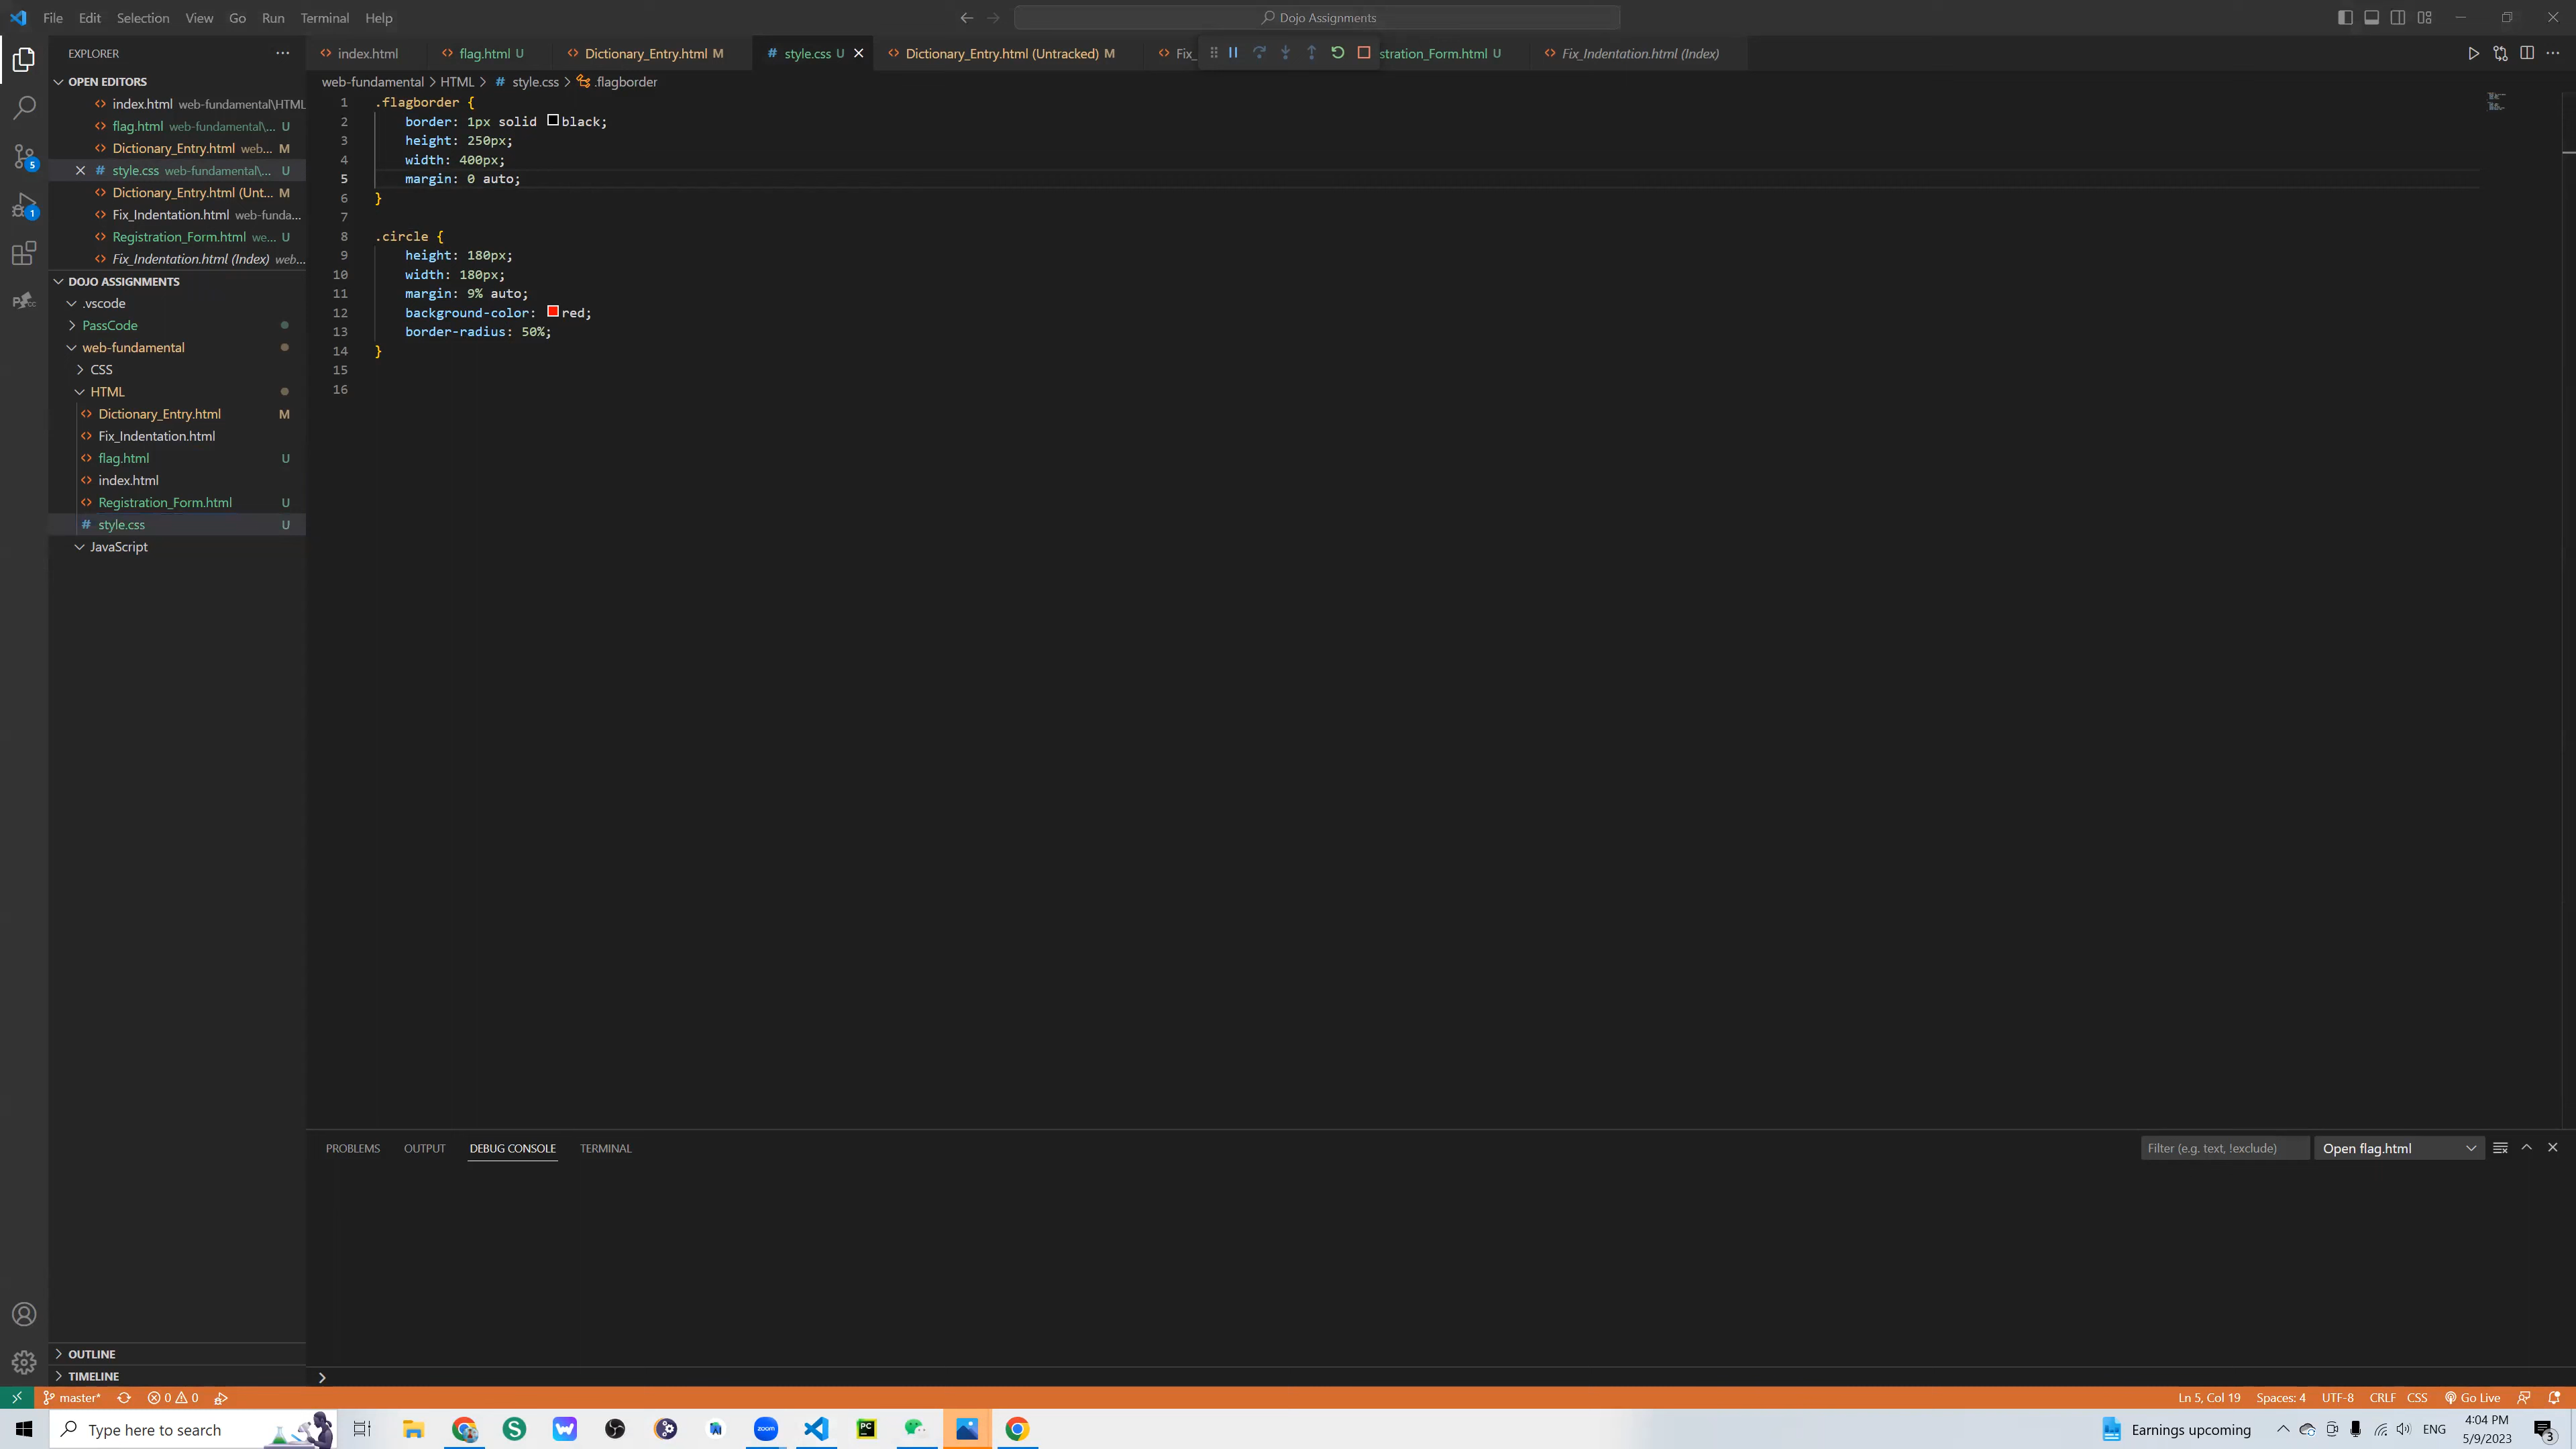 File Edit Selection View Go Run Terminal Help
Dojo Assignments
EXPLORER
OPEN EDITORS
index.html web-fundamental\HTML
flag.html web-fundamental\... U
Dictionary_Entry.html web... M
style.css web-fundamental\... U
Dictionary_Entry.html (Unt... M
Fix_Indentation.html web-funda...
Registration_Form.html we... U
Fix_Indentation.html (Index) web...
DOJO ASSIGNMENTS
.vscode
PassCode
web-fundamental
CSS
HTML
Dictionary_Entry.html M
Fix_Indentation.html
flag.html U
index.html
Registration_Form.html U
style.css U
JavaScript
OUTLINE
TIMELINE
index.html flag.html U Dictionary_Entry.html M style.css U Dictionary_Entry.html (Untracked) M Fix_ stration_Form.html U Fix_Indentation.html (Index)
web-fundamental > HTML > # style.css > .flagborder
1 .flagborder {
2 border: 1px solid black;
3 height: 250px;
4 width: 400px;
5 margin: 0 auto;
6 }
7
8 .circle {
9 height: 180px;
10 width: 180px;
11 margin: 9% auto;
12 background-color: red;
13 border-radius: 50%;
14 }
15
16
PROBLEMS OUTPUT DEBUG CONSOLE TERMINAL
Filter (e.g. text, !exclude) Open flag.html
master* 0 0 Ln 5, Col 19 Spaces: 4 UTF-8 CRLF CSS Go Live
Type here to search
Earnings upcoming ENG
4:04 PM
5/9/2023
3
5
1
zoom
PC